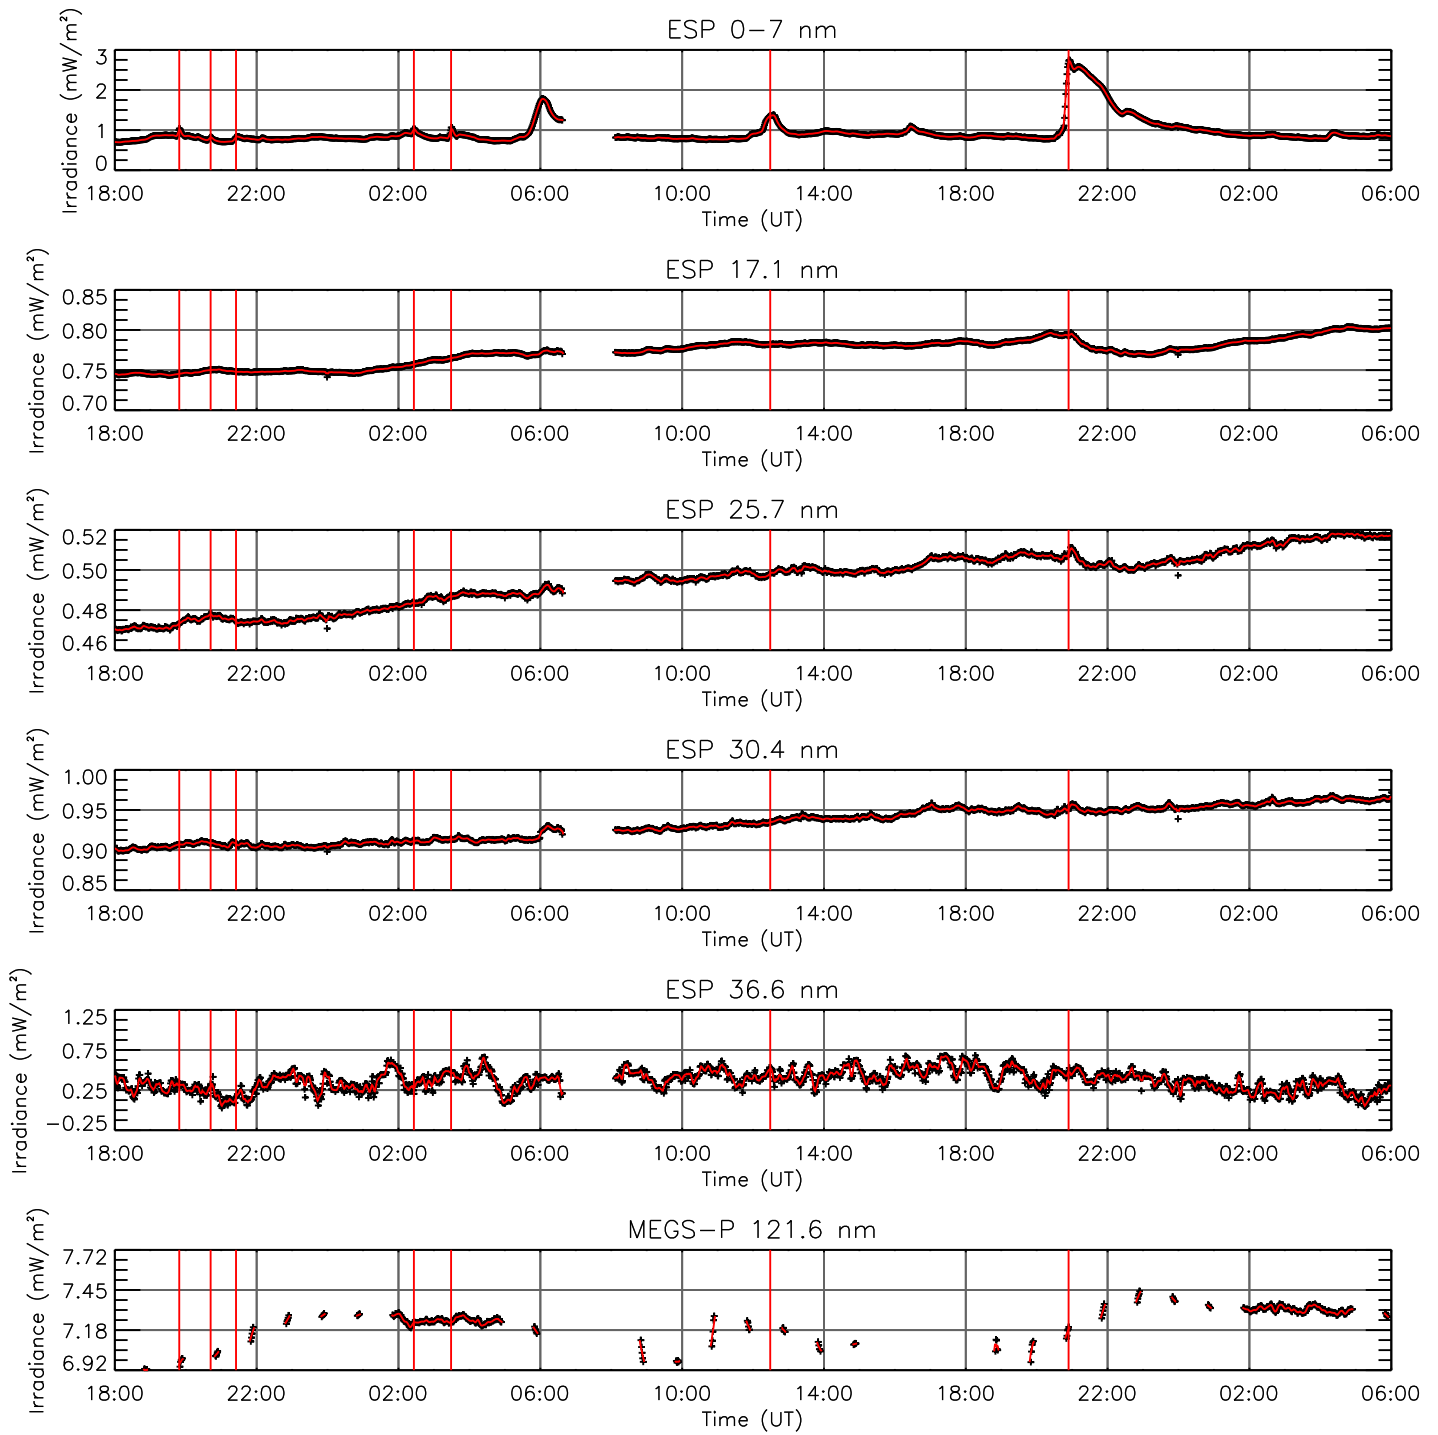 ESP 0-7 nm
Irradiance (mW/m²)
3
2
1
0
18:00 22:00 02:00 06:00 10:00 14:00 18:00 22:00 02:00 06:00
Time (UT)
ESP 17.1 nm
Irradiance (mW/m²)
0.85
0.80
0.75
0.70
18:00 22:00 02:00 06:00 10:00 14:00 18:00 22:00 02:00 06:00
Time (UT)
ESP 25.7 nm
Irradiance (mW/m²)
0.52
0.50
0.48
0.46
18:00 22:00 02:00 06:00 10:00 14:00 18:00 22:00 02:00 06:00
Time (UT)
ESP 30.4 nm
Irradiance (mW/m²)
1.00
0.95
0.90
0.85
18:00 22:00 02:00 06:00 10:00 14:00 18:00 22:00 02:00 06:00
Time (UT)
ESP 36.6 nm
Irradiance (mW/m²)
1.25
0.75
0.25
-0.25
18:00 22:00 02:00 06:00 10:00 14:00 18:00 22:00 02:00 06:00
Time (UT)
MEGS-P 121.6 nm
Irradiance (mW/m²)
7.72
7.45
7.18
6.92
18:00 22:00 02:00 06:00 10:00 14:00 18:00 22:00 02:00 06:00
Time (UT)